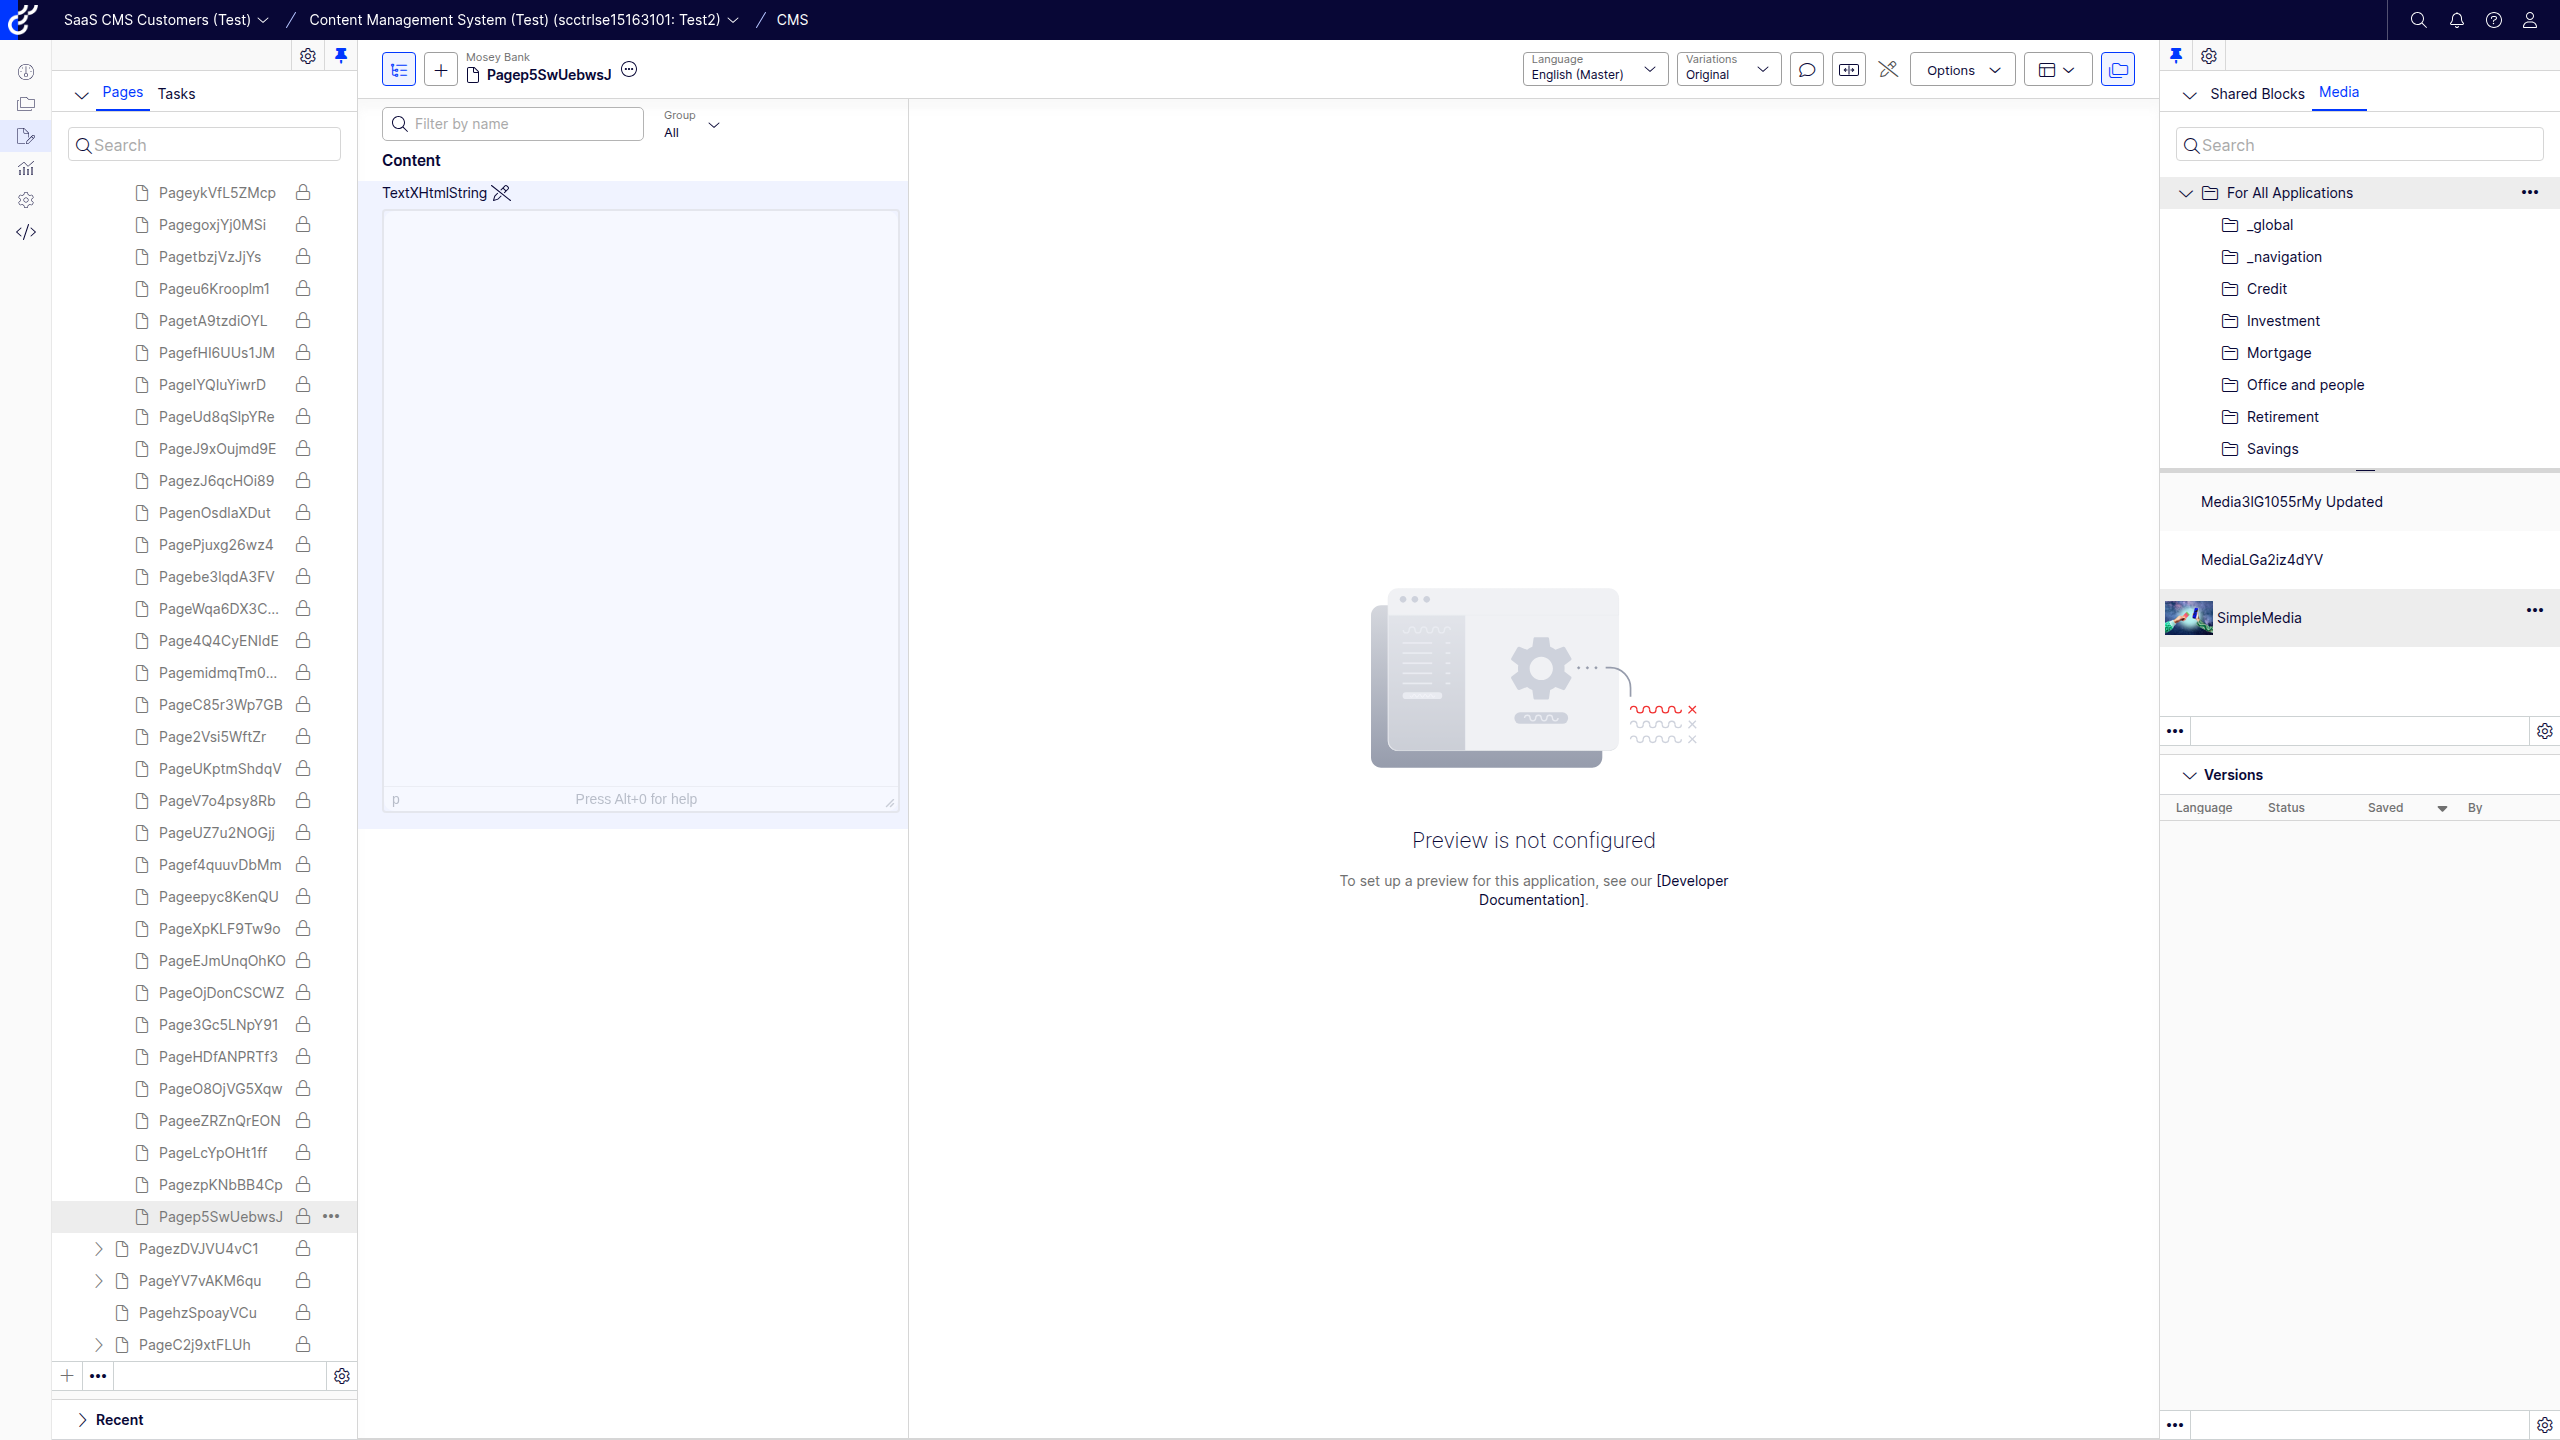 SaaS CMS Customers (Test) / Content Management System (Test) (scctrlse15163101: Test2) / CMS
Pages Tasks
Search
PageykVfL5ZMcp
PagegoxjYj0MSi
PagetbzjVzJjYs
Pageu6Krooplm1
PagetA9tzdiOYL
PagefHI6UUs1JM
PageIYQluYiwrD
PageUd8qSlpYRe
PageJ9xOujmd9E
PagezJ6qcHOi89
PagenOsdlaXDut
PagePjuxg26wz4
Pagebe3lqdA3FV
PageWqa6DX3C...
Page4Q4CyENIdE
PagemidmqTm0...
PageC85r3Wp7GB
Page2Vsi5WftZr
PageUKptmShdqV
PageV7o4psy8Rb
PageUZ7u2NOGjj
Pagef4quuvDbMm
Pageepyc8KenQU
PageXpKLF9Tw9o
PageEJmUnqOhKO
PageOjDonCSCWZ
Page3Gc5LNpY91
PageHDfANPRTf3
PageO8OjVG5Xqw
PageeZRZnQrEON
PageLcYpOHt1ff
PagezpKNbBB4Cp
Pagep5SwUebwsJ
PagezDVJVU4vC1
PageYV7vAKM6qu
PagehzSpoayVCu
PageC2j9xtFLUh
Recent
Mosey Bank
Pagep5SwUebwsJ
Language
English (Master)
Variations
Original
Options
Filter by name
Group
All
Content
TextXHtmlString
p Press Alt+0 for help
Preview is not configured
To set up a preview for this application, see our [Developer
Documentation].
Shared Blocks Media
Search
For All Applications
_global
_navigation
Credit
Investment
Mortgage
Office and people
Retirement
Savings
Media3lG1055rMy Updated
MediaLGa2iz4dYV
SimpleMedia
Versions
Language Status Saved By